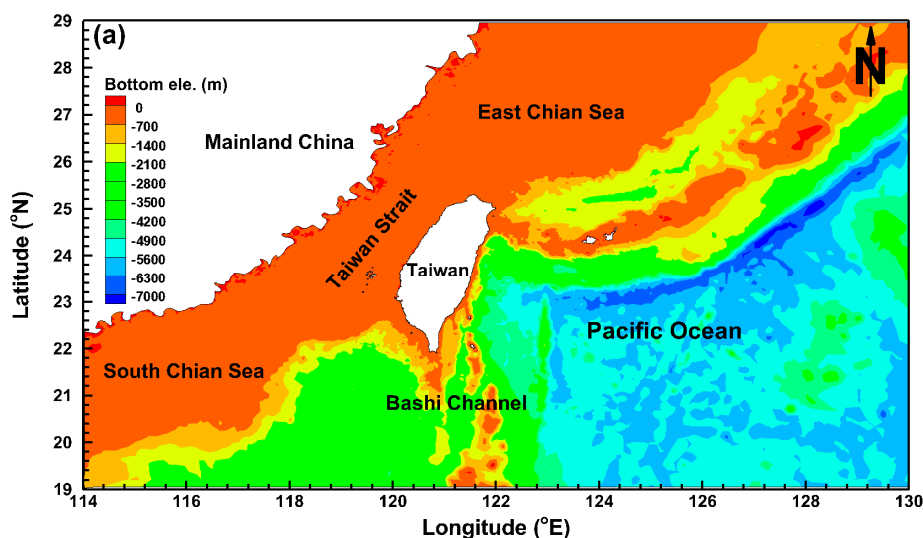 (a)
N
Bottom ele. (m)
0
-700
-1400
-2100
-2800
-3500
-4200
-4900
-5600
-6300
-7000
Mainland China
East Chian Sea
Taiwan Strait
Taiwan
Pacific Ocean
South Chian Sea
Bashi Channel
29
28
27
26
25
24
23
22
21
20
19
Latitude (°N)
114 116 118 120 122 124 126 128 130
Longitude (°E)